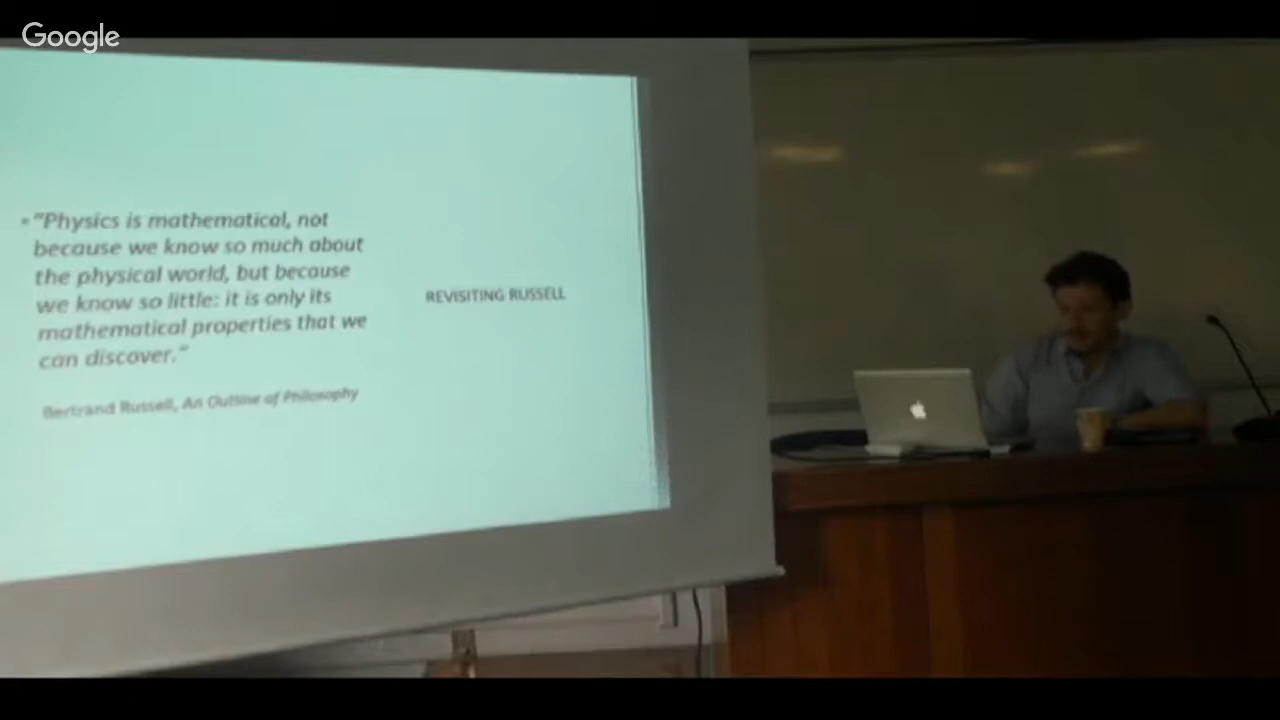 Google
"Physics is mathematical, not
because we know so much about
the physical world, but because
we know so little: it is only its
mathematical properties that we
can discover."
Bertrand Russell, An Outline of Philosophy
REVISITING RUSSELL